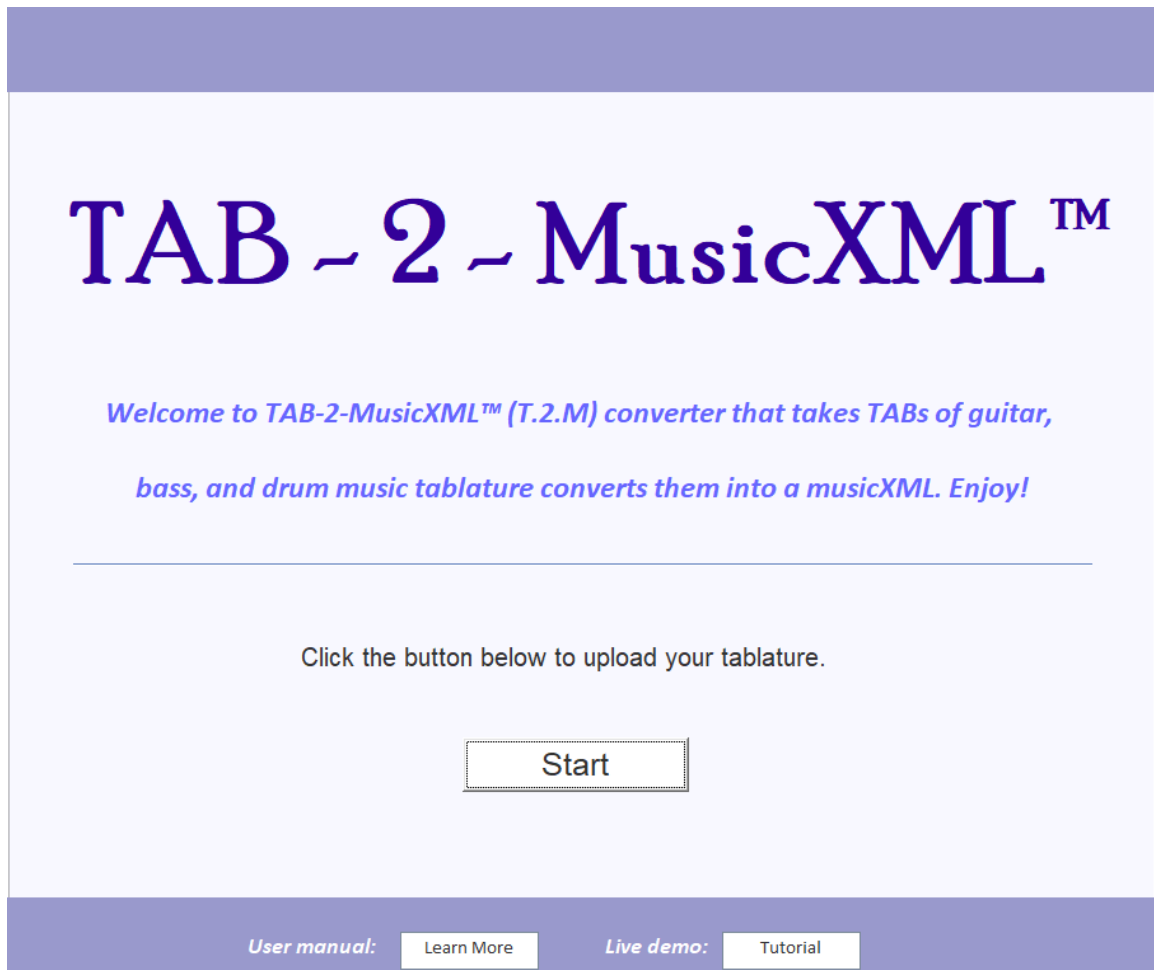 TAB ~ 2 ~ MusicXML™
Welcome to TAB-2-MusicXML™ (T.2.M) converter that takes TABs of guitar,
bass, and drum music tablature converts them into a musicXML. Enjoy!
Click the button below to upload your tablature.
Start
User manual: Learn More Live demo: Tutorial